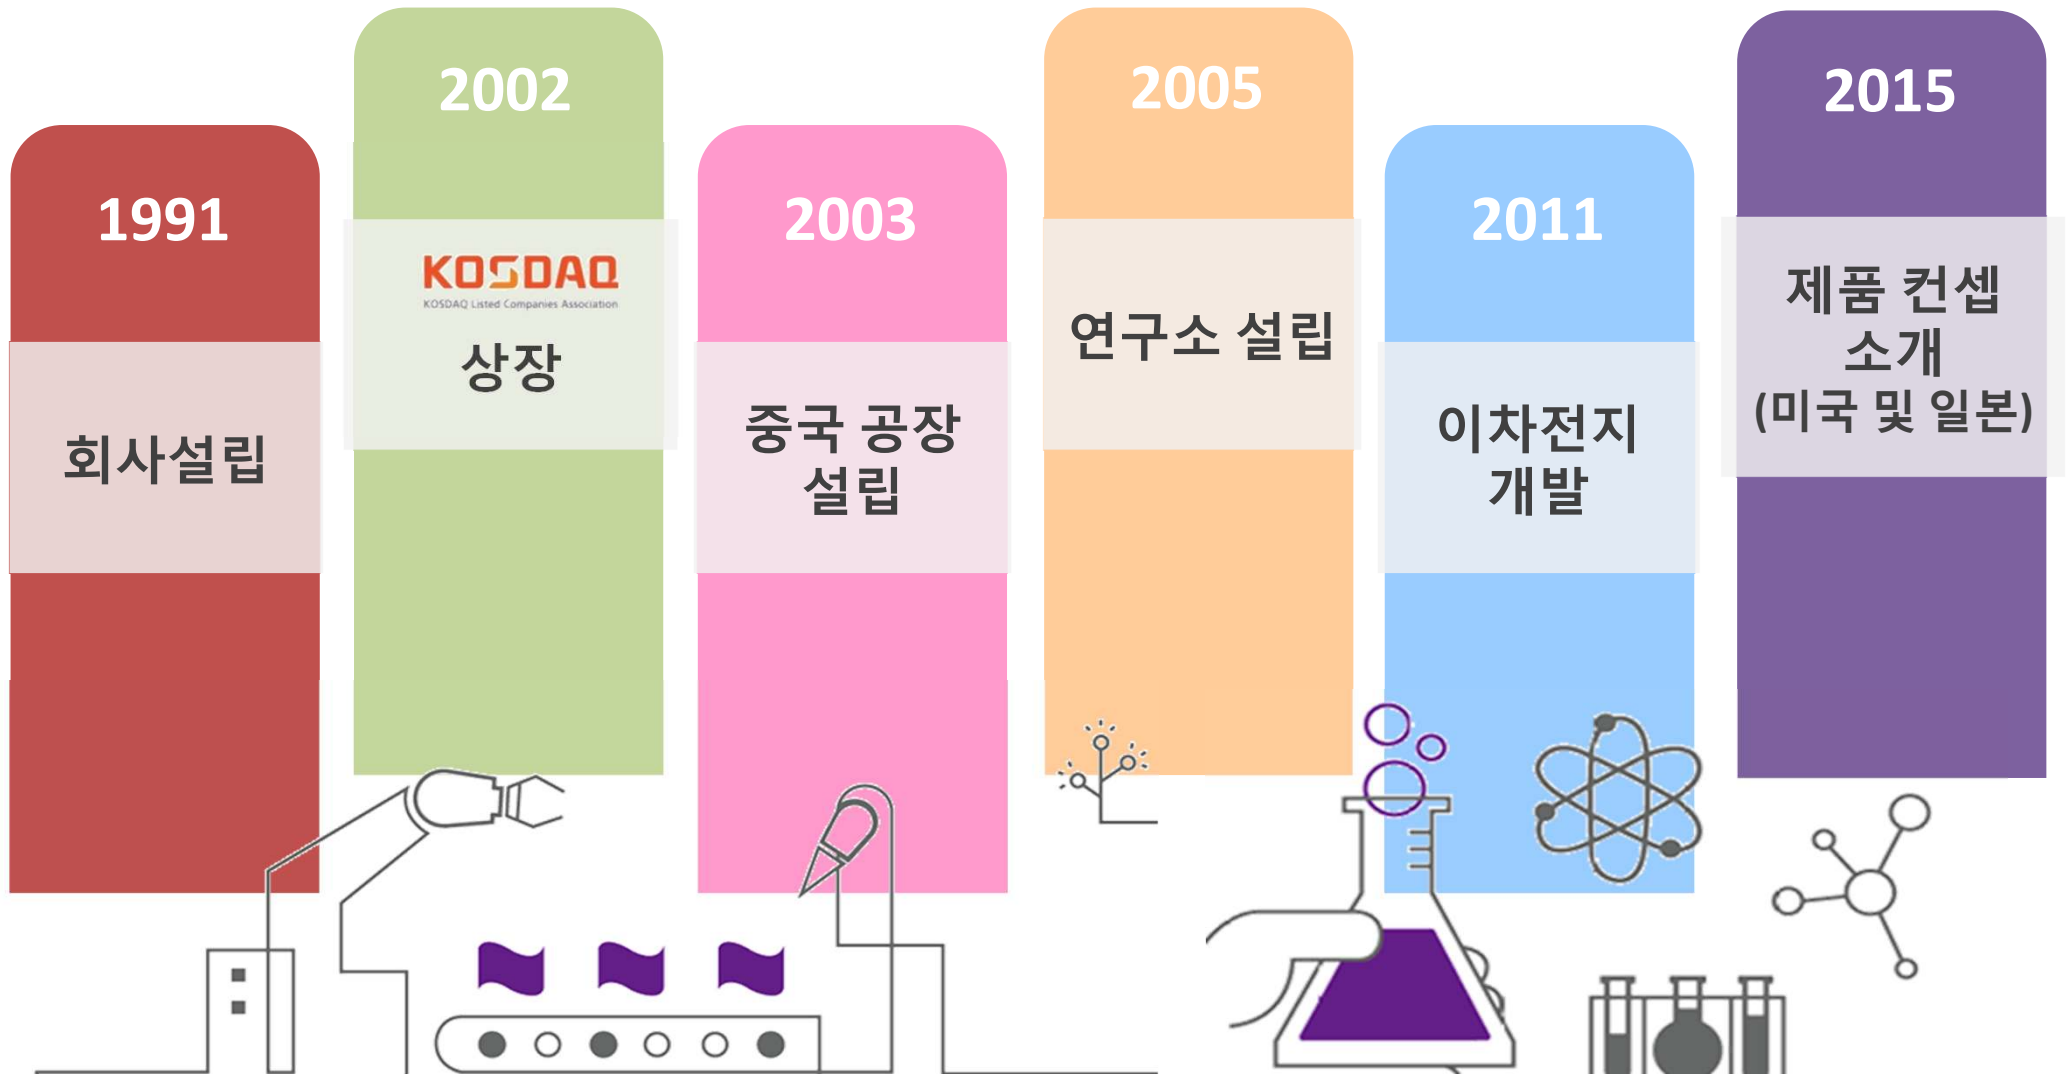 1991
회사설립
2002
KOSDAQ
KOSDAQ Listed Companies Association
상장
2003
중국 공장
설립
2005
연구소 설립
2011
이차전지
개발
2015
제품 컨셉
소개
(미국 및 일본)